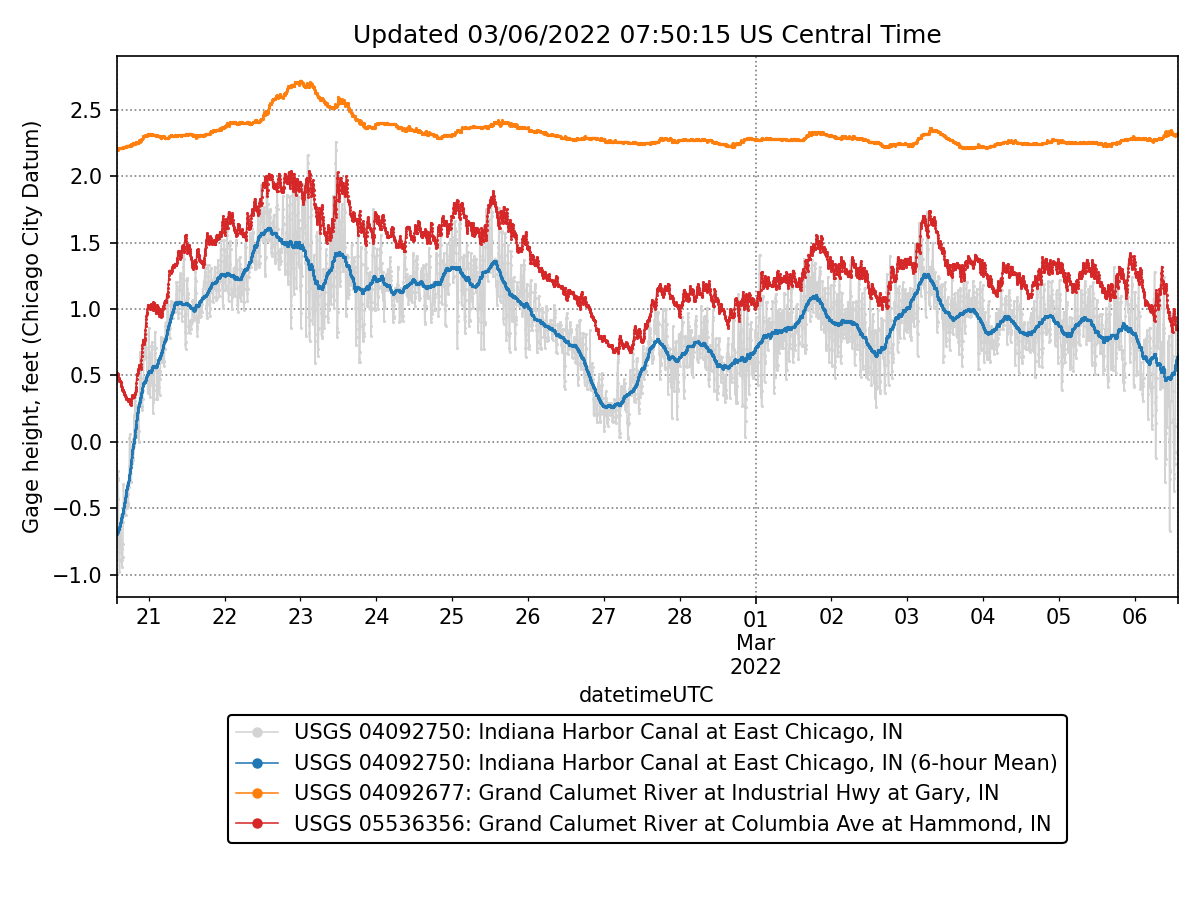 Updated 03/06/2022 07:50:15 US Central Time
Gage height, feet (Chicago City Datum)
2.5
2.0
1.5
1.0
0.5
0.0
−0.5
−1.0
21 22 23 24 25 26 27 28 01 02 03 04 05 06
Mar
2022
datetimeUTC
USGS 04092750: Indiana Harbor Canal at East Chicago, IN
USGS 04092750: Indiana Harbor Canal at East Chicago, IN (6-hour Mean)
USGS 04092677: Grand Calumet River at Industrial Hwy at Gary, IN
USGS 05536356: Grand Calumet River at Columbia Ave at Hammond, IN